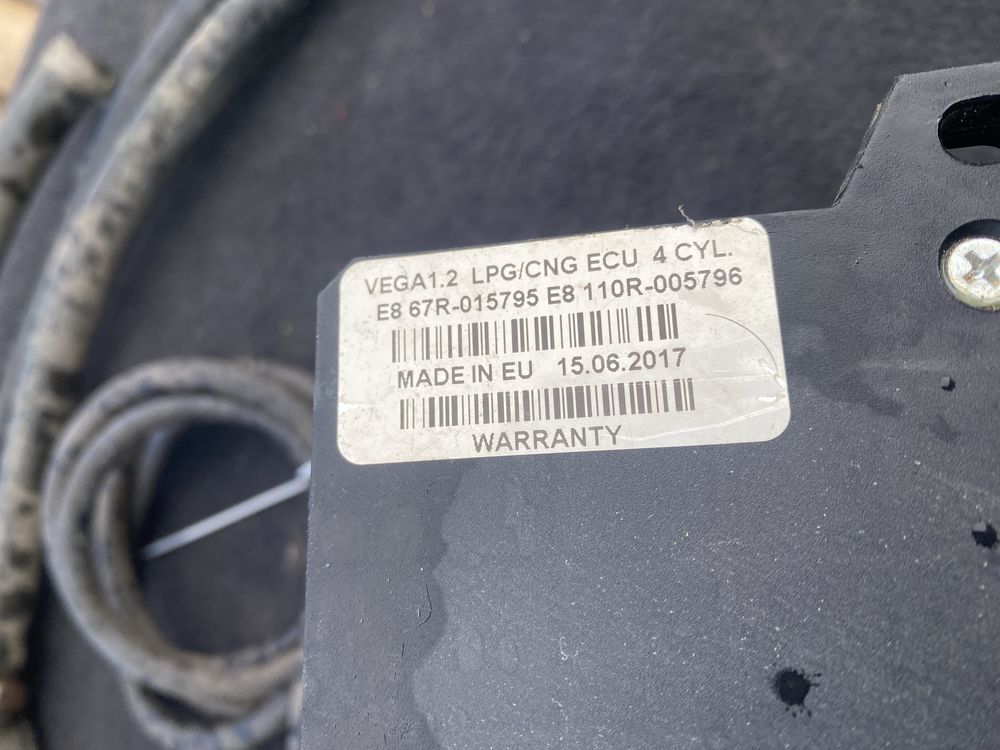 VEGA1.2 LPG/CNG ECU 4 CYL.
E8 67R-015795 E8 110R-005796
MADE IN EU 15.06.2017
WARRANTY